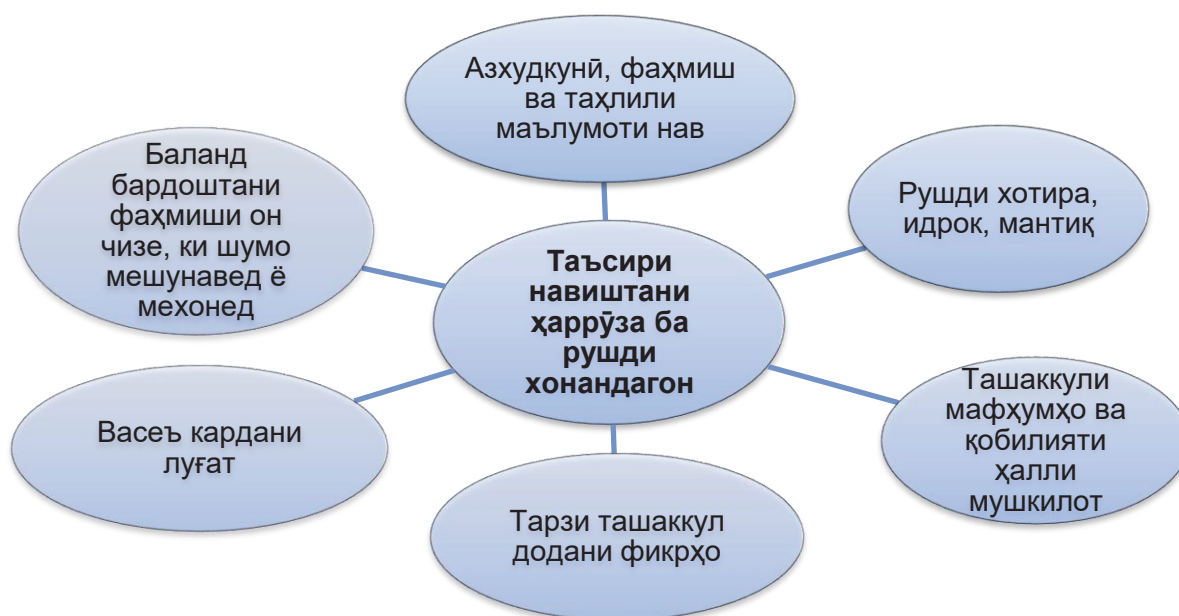 Азхудкунӣ, фаҳмиш
ва таҳлили
маълумоти нав
Баланд
бардоштани
фаҳмиши он
чизе, ки шумо
мешунавед ё
мехонед
Рушди хотира,
идрок, мантиқ
Таъсири
навиштани
ҳаррӯза ба
рушди
хонандагон
Васеъ кардани
луғат
Ташаккули
мафҳумҳо ва
қобилияти
ҳалли
мушкилот
Тарзи ташаккул
додани фикрҳо